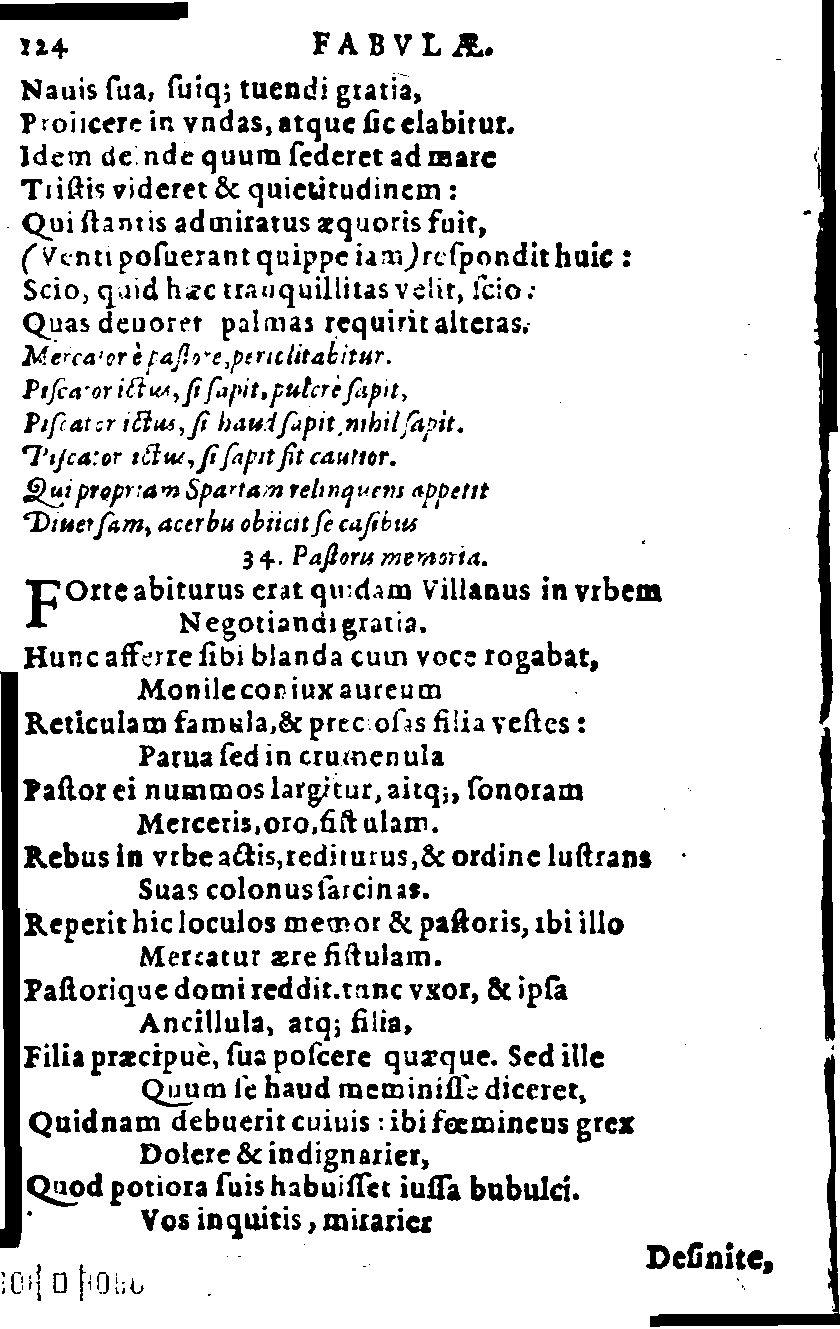 124 FABVLÆ.
Nauis ſua, ſuiq; tuendi gratia,
Proiicere in vndas, atque ſic elabitur.
Idem deinde quum ſederet ad mare
Triſtis videret & quietitudinem :
Qui ſtantis admiratus æquoris fuit,
(Venti poſuerant quippe iam) reſpondit huic :
Scio, quid hæc tranquillitas velit, ſcio :
Quas deuoret palmas requirit alteras.
Mercator è paſtore, periclitabitur.
Piſcator ictus, ſi ſapit, pulcrè ſapit,
Piſcator ictus, ſi haud ſapit, nihil ſapit.
Piſcator ictus, ſi ſapit ſit cautior.
Qui propriam Spartam relinquens appetit
Diuerſam, acerbis obiicit ſe caſibus
34. Paſtoris memoria.
FOrte abiturus erat quidam Villanus in vrbem
Negotiandi gratia.
Hunc afferre ſibi blanda cum voce rogabat,
Monile coniux aureum
Reticulam famula, & precioſas filia veſtes :
Parua ſed in crumenula
Paſtor ei nummos largitur, aitq;, ſonoram
Merceris, oro, fiſtulam.
Rebus in vrbe actis, rediturus, & ordine luſtrans
Suas colonus ſarcinas.
Reperit hic loculos memor & paſtoris, ibi illo
Mercatur ære fiſtulam.
Paſtorique domi reddit. tunc vxor, & ipſa
Ancillula, atq; filia,
Filia præcipuè, ſua poſcere quæque. Sed ille
Quum ſe haud meminiſſe diceret,
Quidnam debuerit cuiuis : ibi fœmineus grex
Dolere & indignarier,
Quod potiora ſuis habuiſſet iuſſa bubulci.
Vos inquitis, mirarier
Deſinite,